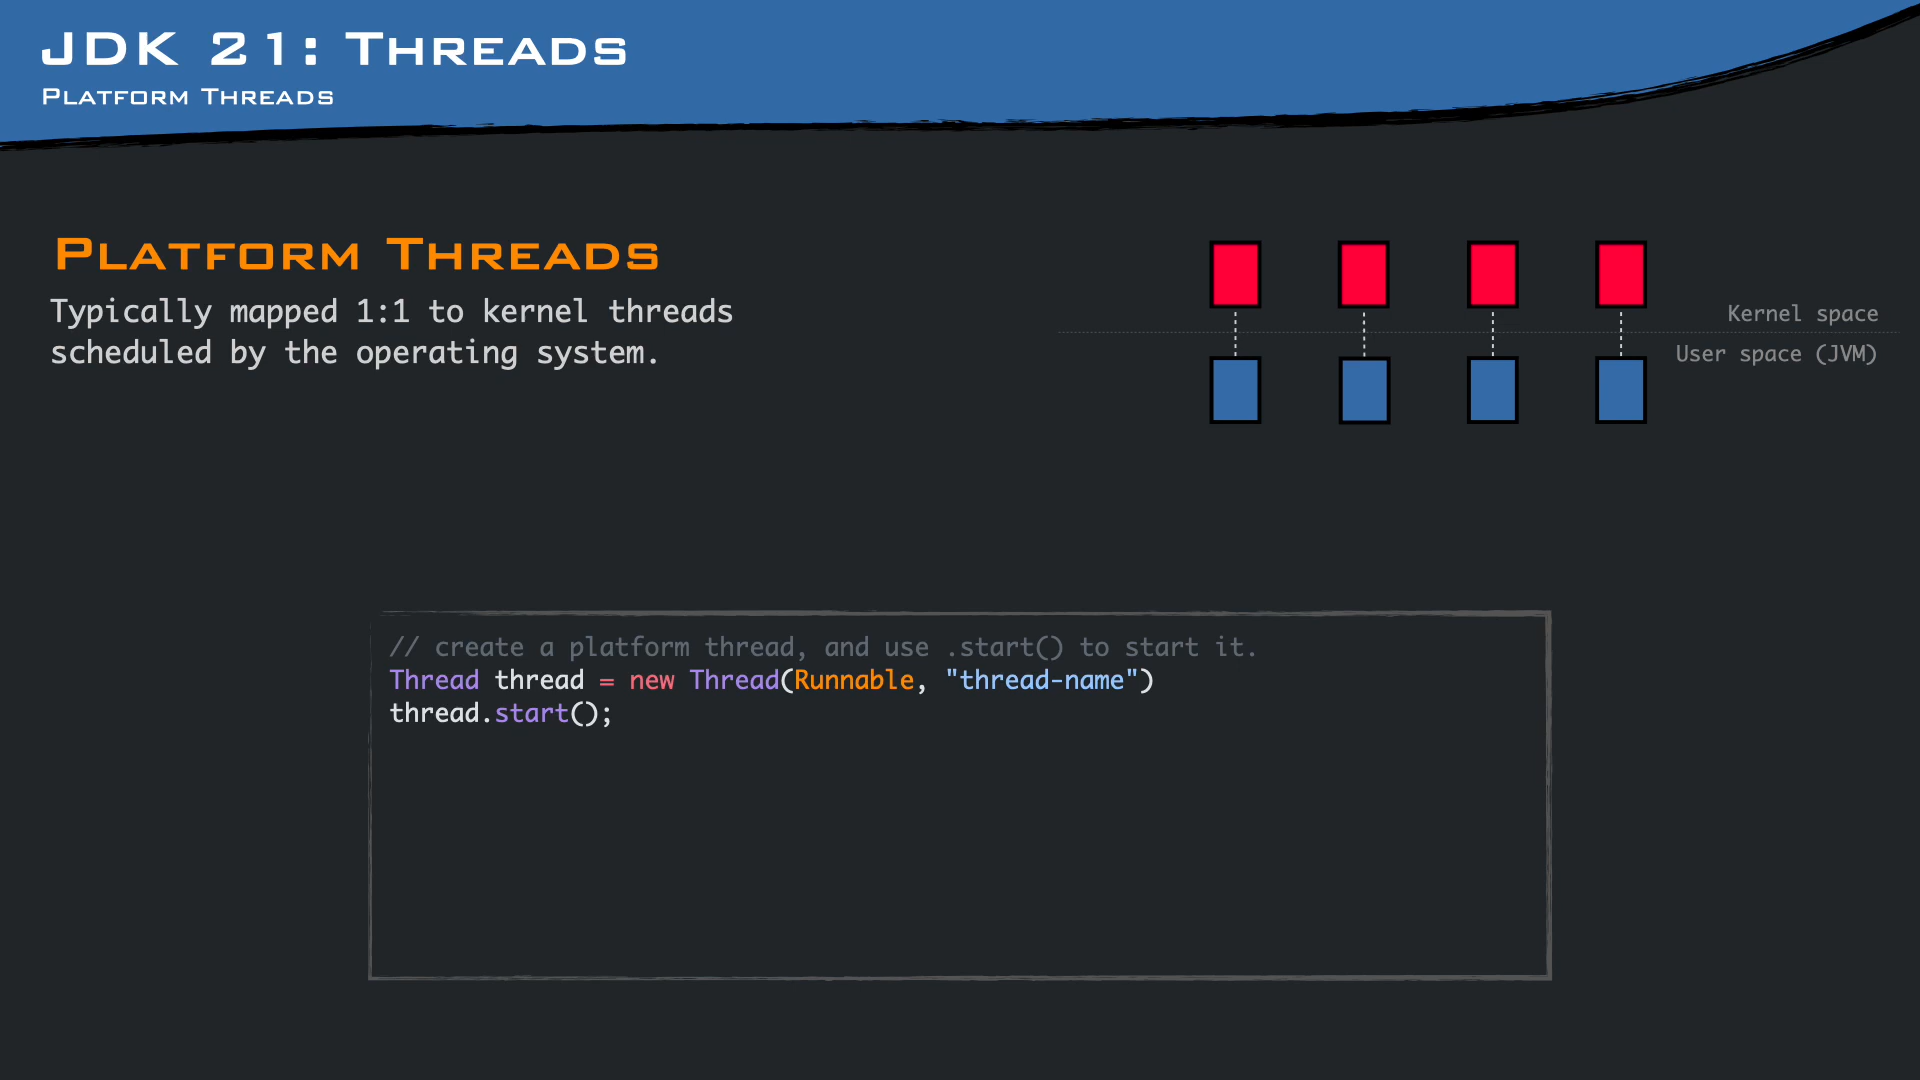 JDK 21: Threads
Platform Threads
Platform Threads
Typically mapped 1:1 to kernel threads
scheduled by the operating system.
Kernel space
User space (JVM)
// create a platform thread, and use .start() to start it.
Thread thread = new Thread(Runnable, "thread-name")
thread.start();